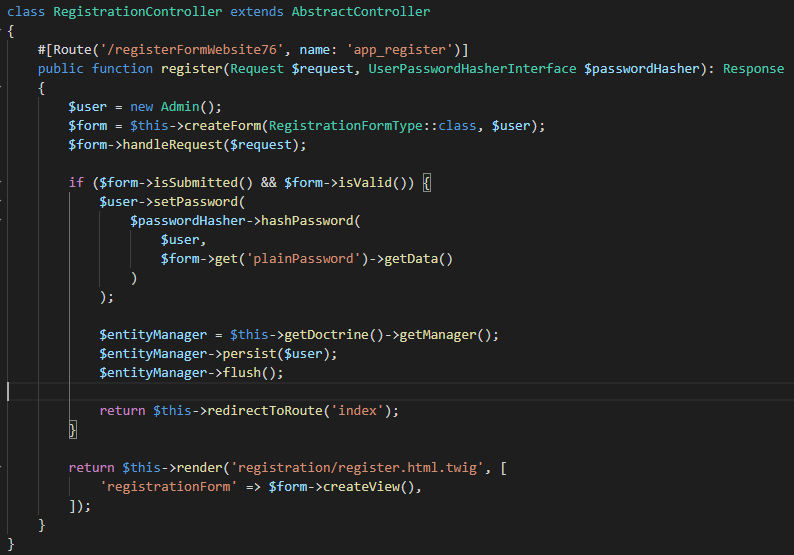 class RegistrationController extends AbstractController
{
    #[Route('/registerFormWebsite76', name: 'app_register')]
    public function register(Request $request, UserPasswordHasherInterface $passwordHasher): Response
    {
        $user = new Admin();
        $form = $this->createForm(RegistrationFormType::class, $user);
        $form->handleRequest($request);

        if ($form->isSubmitted() && $form->isValid()) {
            $user->setPassword(
                $passwordHasher->hashPassword(
                    $user,
                    $form->get('plainPassword')->getData()
                )
            );

            $entityManager = $this->getDoctrine()->getManager();
            $entityManager->persist($user);
            $entityManager->flush();

            return $this->redirectToRoute('index');
        }

        return $this->render('registration/register.html.twig', [
            'registrationForm' => $form->createView(),
        ]);
    }
}